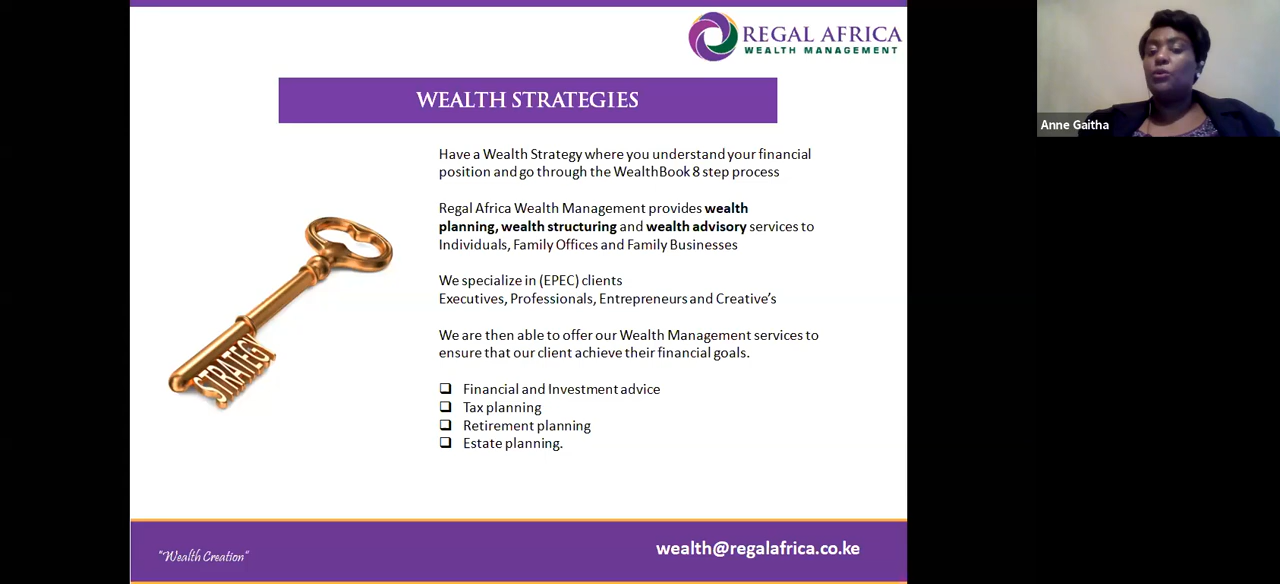 REGAL AFRICA
WEALTH MANAGEMENT
Anne Gaitha
WEALTH STRATEGIES
Have a Wealth Strategy where you understand your financial
position and go through the WealthBook 8 step process
Regal Africa Wealth Management provides wealth
planning, wealth structuring and wealth advisory services to
Individuals, Family Offices and Family Businesses
We specialize in (EPEC) clients
Executives, Professionals, Entrepreneurs and Creative's
We are then able to offer our Wealth Management services to
ensure that our client achieve their financial goals.
Financial and Investment advice
Tax planning
Retirement planning
Estate planning.
STRATEGY
"Wealth Creation"
wealth@regalafrica.co.ke